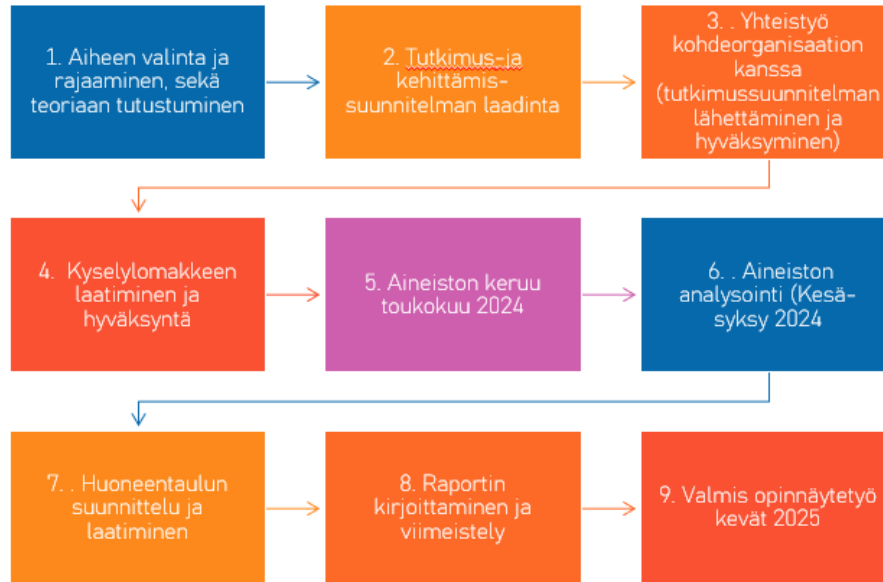 1. Aiheen valinta ja
rajaaminen, sekä
teoriaan tutustuminen
2. Tutkimus-ja
kehittämis-
suunnitelman laadinta
3. . Yhteistyö
kohdeorganisaation
kanssa
(tutkimussuunnitelman
lähettäminen ja
hyväksyminen)
4. Kyselylomakkeen
laatiminen ja
hyväksyntä
5. Aineiston keruu
toukokuu 2024
6. . Aineiston
analysointi (Kesä-
syksy 2024
7. . Huoneentaulun
suunnittelu ja
laatiminen
8. Raportin
kirjoittaminen ja
viimeistely
9. Valmis opinnäytetyö
kevät 2025